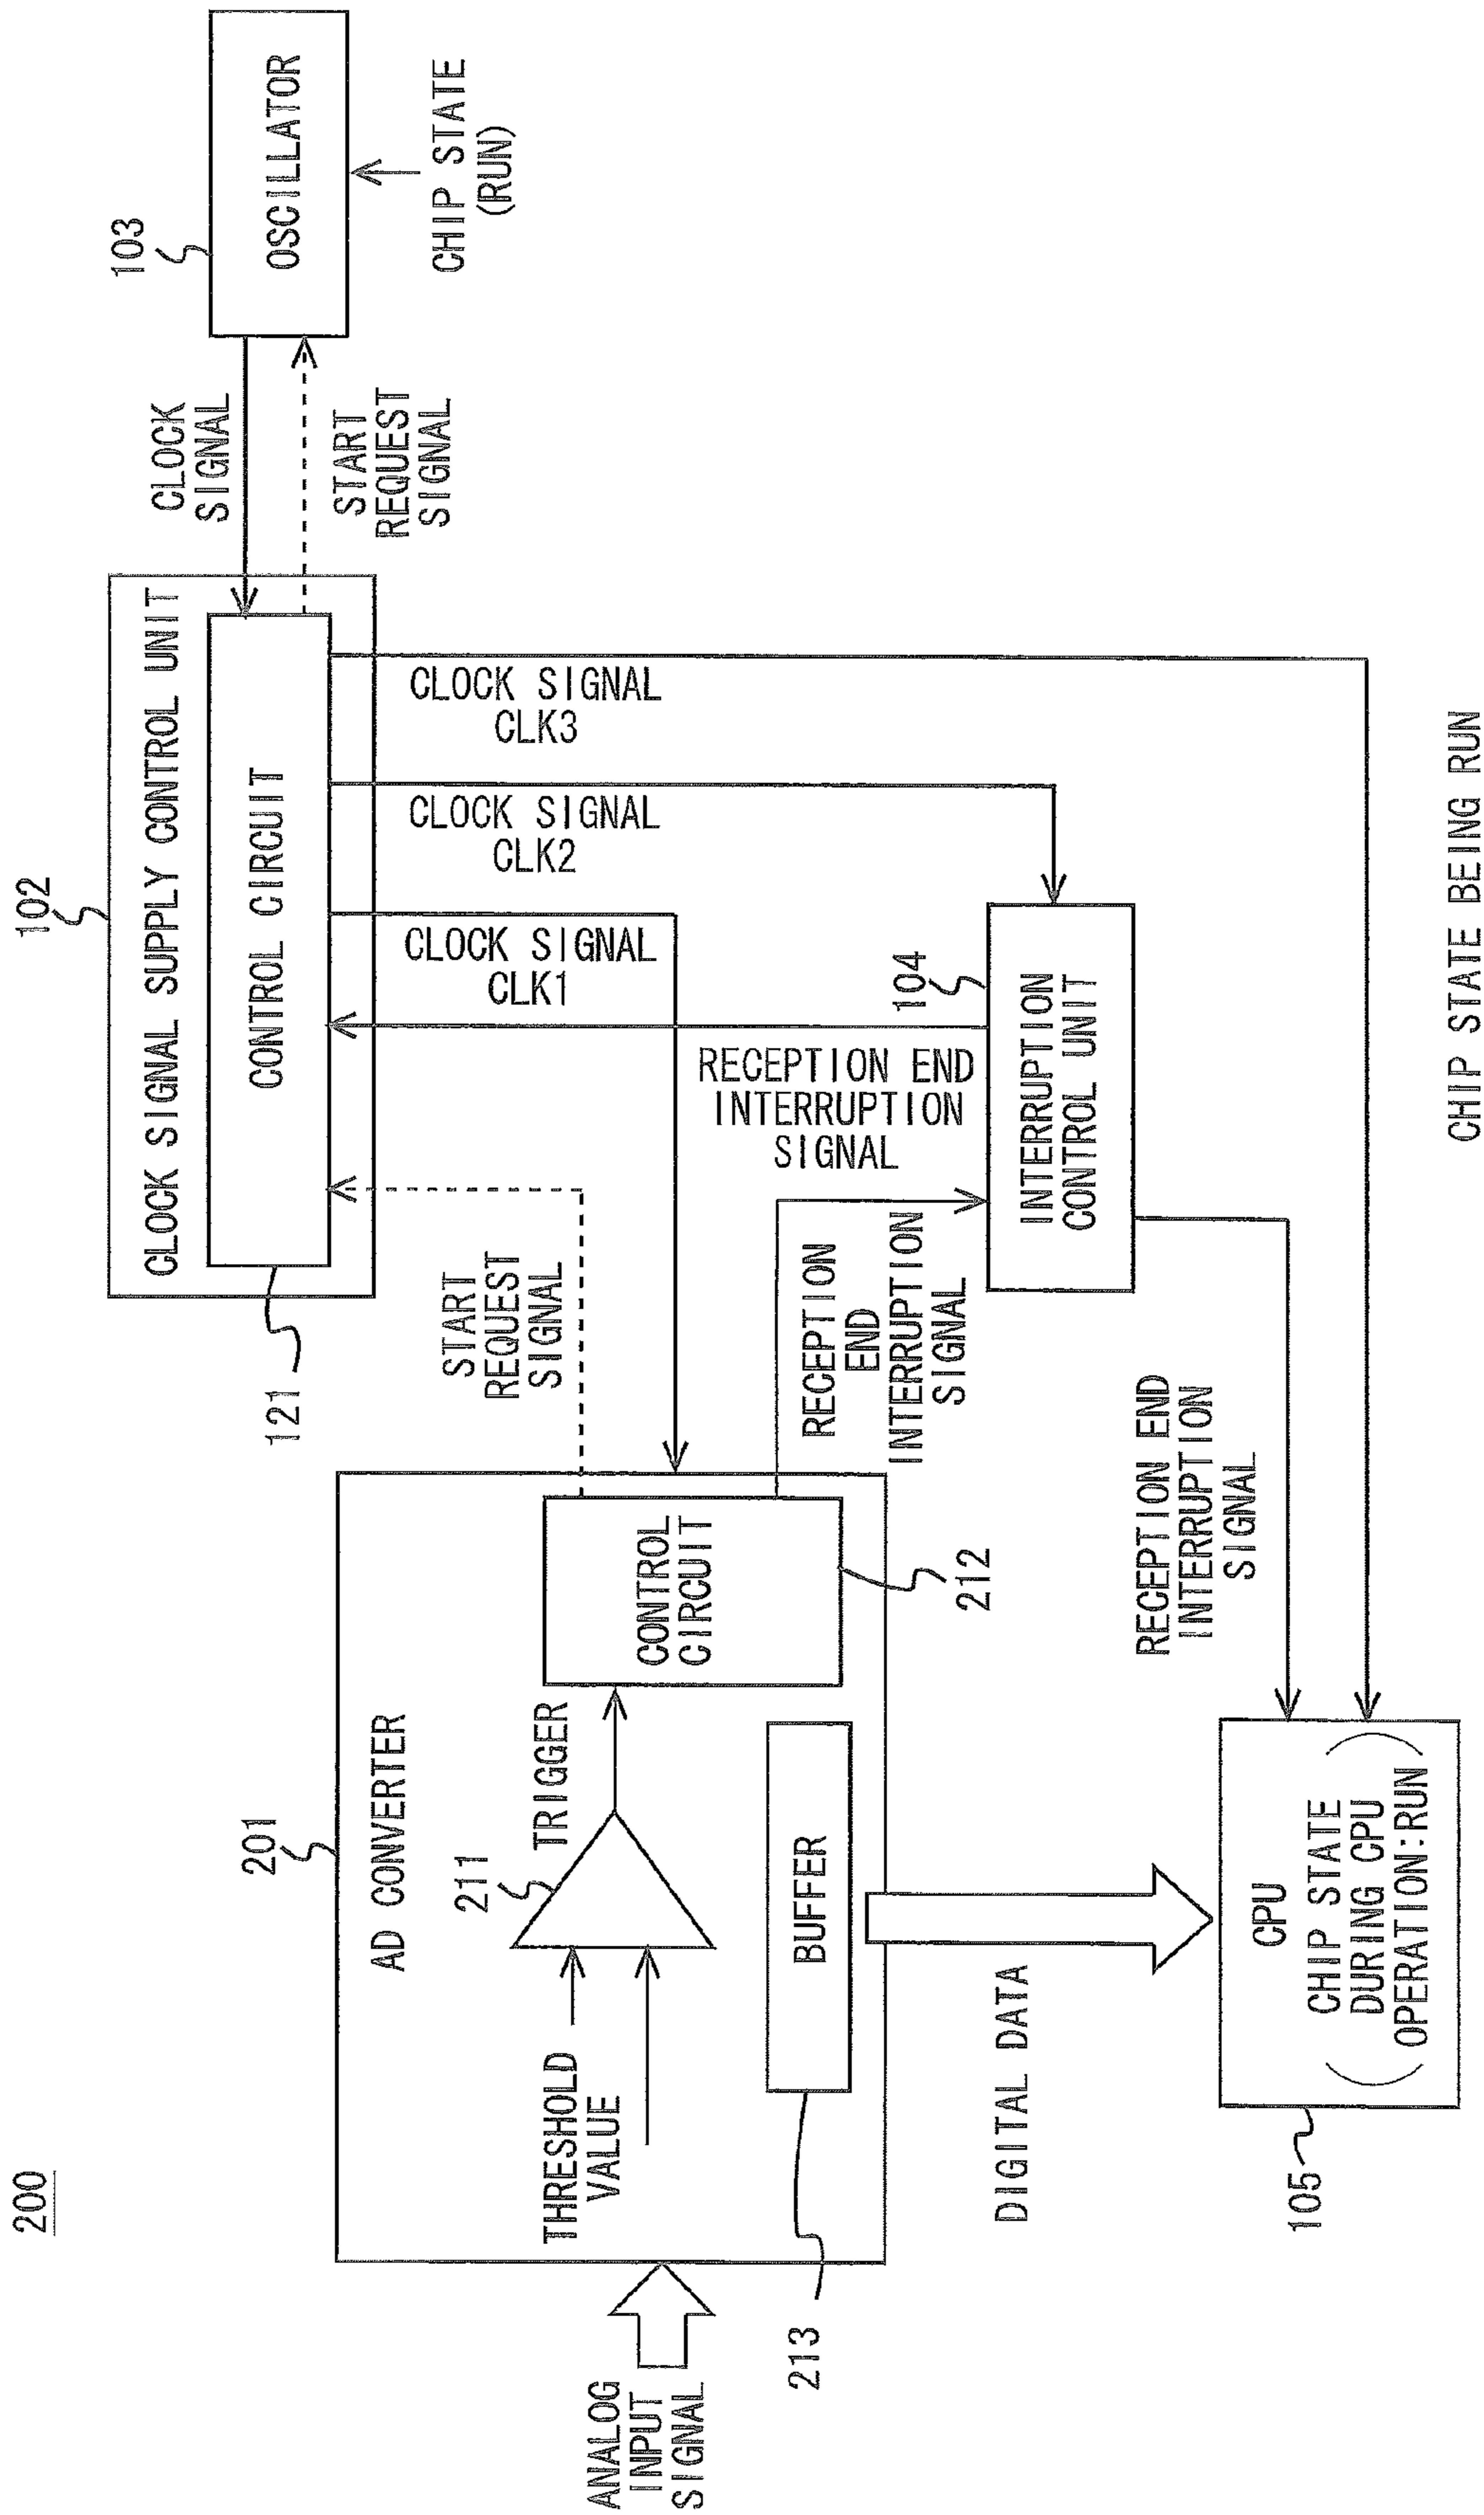 200
ANALOG
INPUT
SIGNAL
201
AD CONVERTER
THRESHOLD
VALUE
211
TRIGGER
CONTROL
CIRCUIT
212
BUFFER
213
START
REQUEST
SIGNAL
102
CLOCK SIGNAL SUPPLY CONTROL UNIT
CONTROL CIRCUIT
121
CLOCK
SIGNAL
START
REQUEST
SIGNAL
103
OSCILLATOR
CHIP STATE
(RUN)
CLOCK SIGNAL
CLK1
CLOCK SIGNAL
CLK2
CLOCK SIGNAL
CLK3
RECEPTION END
INTERRUPTION
SIGNAL
RECEPTION
END
INTERRUPTION
SIGNAL
104
INTERRUPTION
CONTROL UNIT
RECEPTION END
INTERRUPTION
SIGNAL
DIGITAL DATA
105
CPU
(CHIP STATE
DURING CPU
OPERATION:RUN)
CHIP STATE BEING RUN